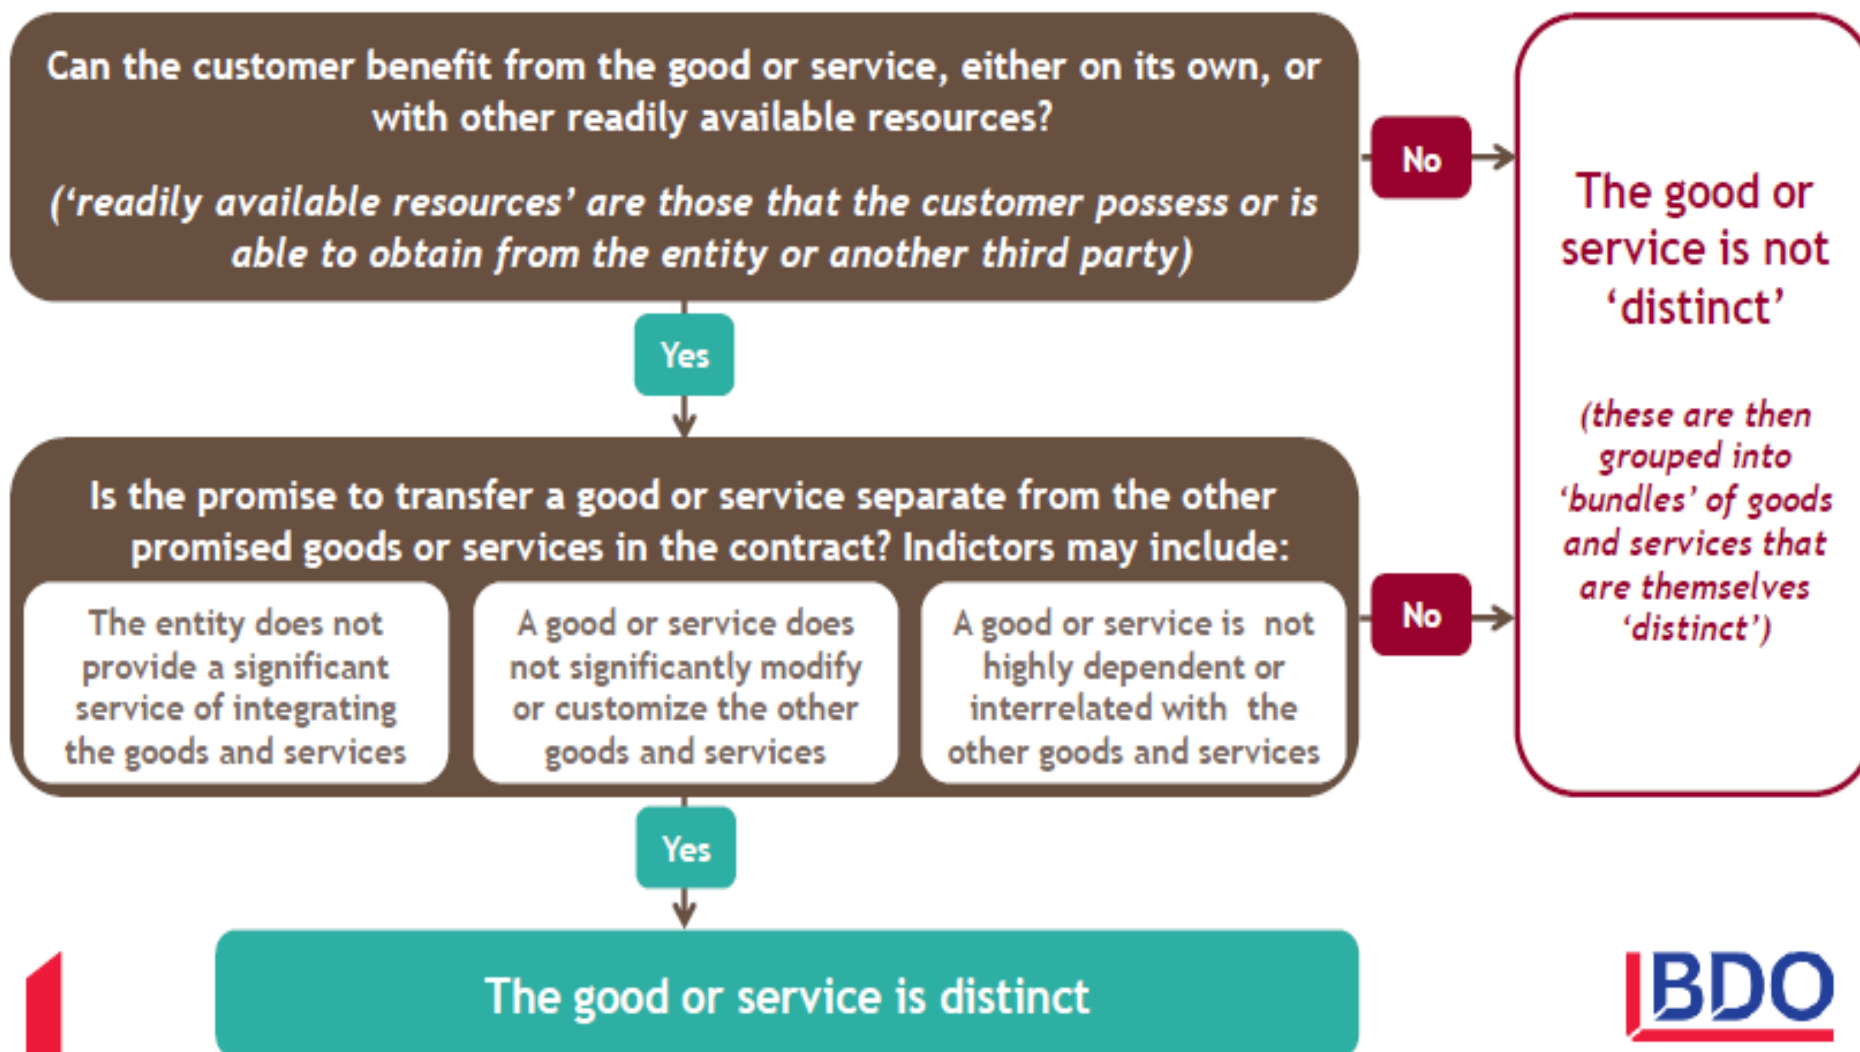 Can the customer benefit from the good or service, either on its own, or
with other readily available resources?
(‘readily available resources’ are those that the customer possess or is
able to obtain from the entity or another third party)
No
The good or
service is not
‘distinct’
(these are then
grouped into
‘bundles’ of goods
and services that
are themselves
‘distinct’)
Yes
Is the promise to transfer a good or service separate from the other
promised goods or services in the contract? Indictors may include:
The entity does not
provide a significant
service of integrating
the goods and services
A good or service does
not significantly modify
or customize the other
goods and services
A good or service is not
highly dependent or
interrelated with the
other goods and services
No
Yes
The good or service is distinct
BDO